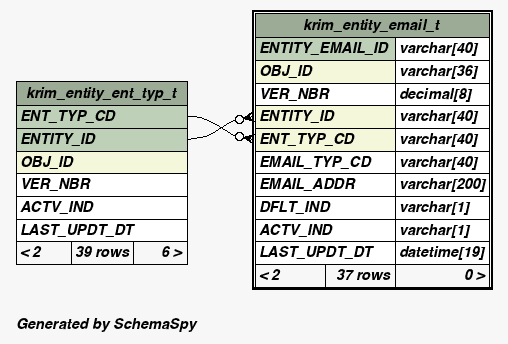 krim_entity_email_t
ENTITY_EMAIL_ID varchar[40]
OBJ_ID varchar[36]
VER_NBR decimal[8]
ENTITY_ID varchar[40]
ENT_TYP_CD varchar[40]
EMAIL_TYP_CD varchar[40]
EMAIL_ADDR varchar[200]
DFLT_IND varchar[1]
ACTV_IND varchar[1]
LAST_UPDT_DT datetime[19]
< 2 37 rows 0 >
krim_entity_ent_typ_t
ENT_TYP_CD
ENTITY_ID
OBJ_ID
VER_NBR
ACTV_IND
LAST_UPDT_DT
< 2 39 rows 6 >
Generated by SchemaSpy